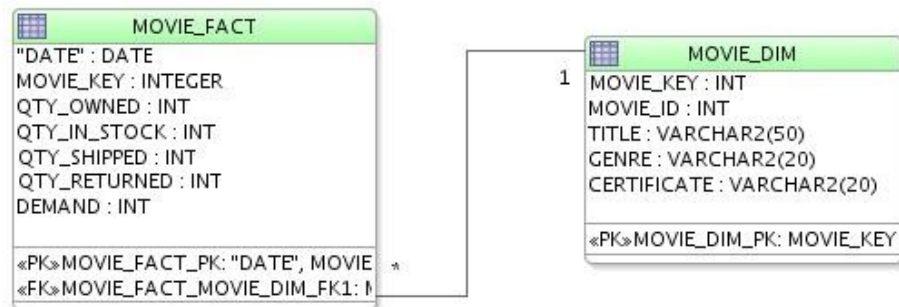 MOVIE_FACT
"DATE" : DATE
MOVIE_KEY : INTEGER
QTY_OWNED : INT
QTY_IN_STOCK : INT
QTY_SHIPPED : INT
QTY_RETURNED : INT
DEMAND : INT
«PK»MOVIE_FACT_PK: "DATE", MOVIE
«FK»MOVIE_FACT_MOVIE_DIM_FK1:
*
1
MOVIE_DIM
MOVIE_KEY : INT
MOVIE_ID : INT
TITLE : VARCHAR2(50)
GENRE : VARCHAR2(20)
CERTIFICATE : VARCHAR2(20)
«PK»MOVIE_DIM_PK: MOVIE_KEY